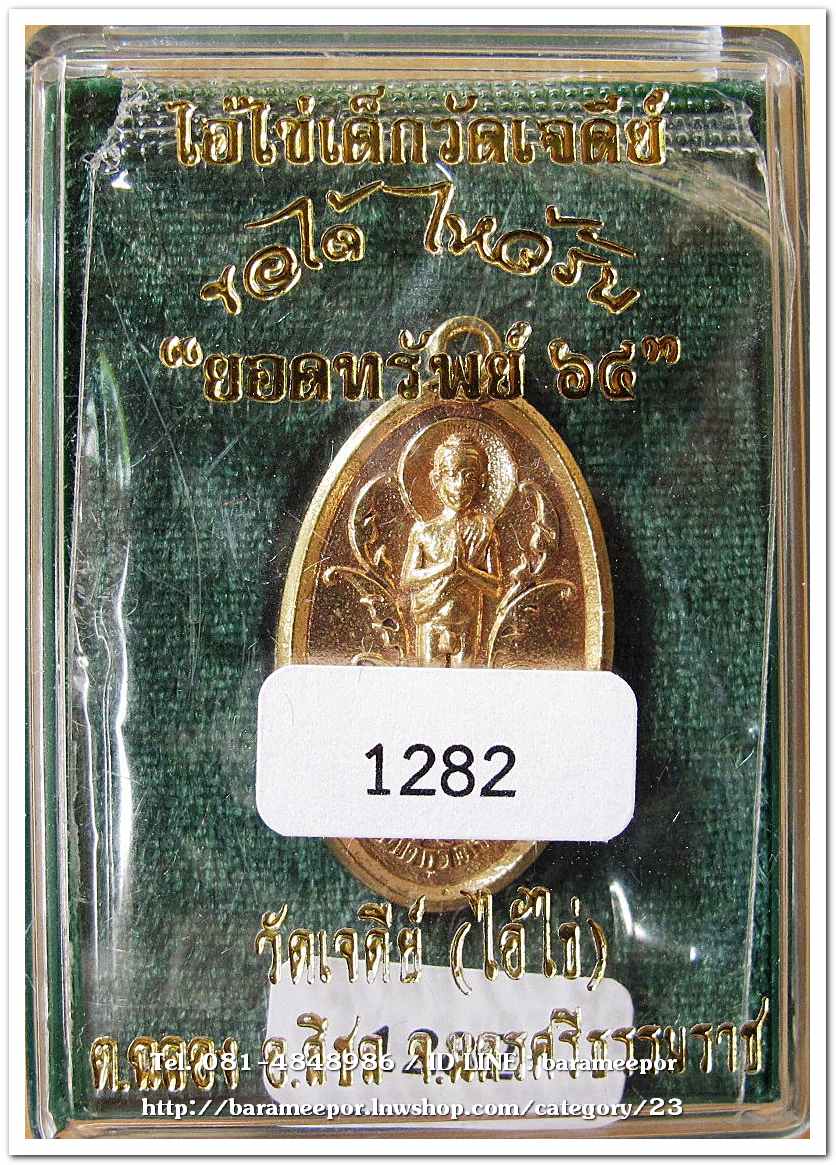 ไอ้ไข่เด็กวัดเจดีย์
ขอได้ ไหว้รับ
"ยอดทรัพย์ ๖๔"
1282
วัดเจดีย์ (ไอ้ไข่)
ต.ฉลอง อ.สิชล จ.นครศรีธรรมราช
Tel. 081-4848986 / ID LINE : barameepor
http://barameepor.lnwshop.com/category/23